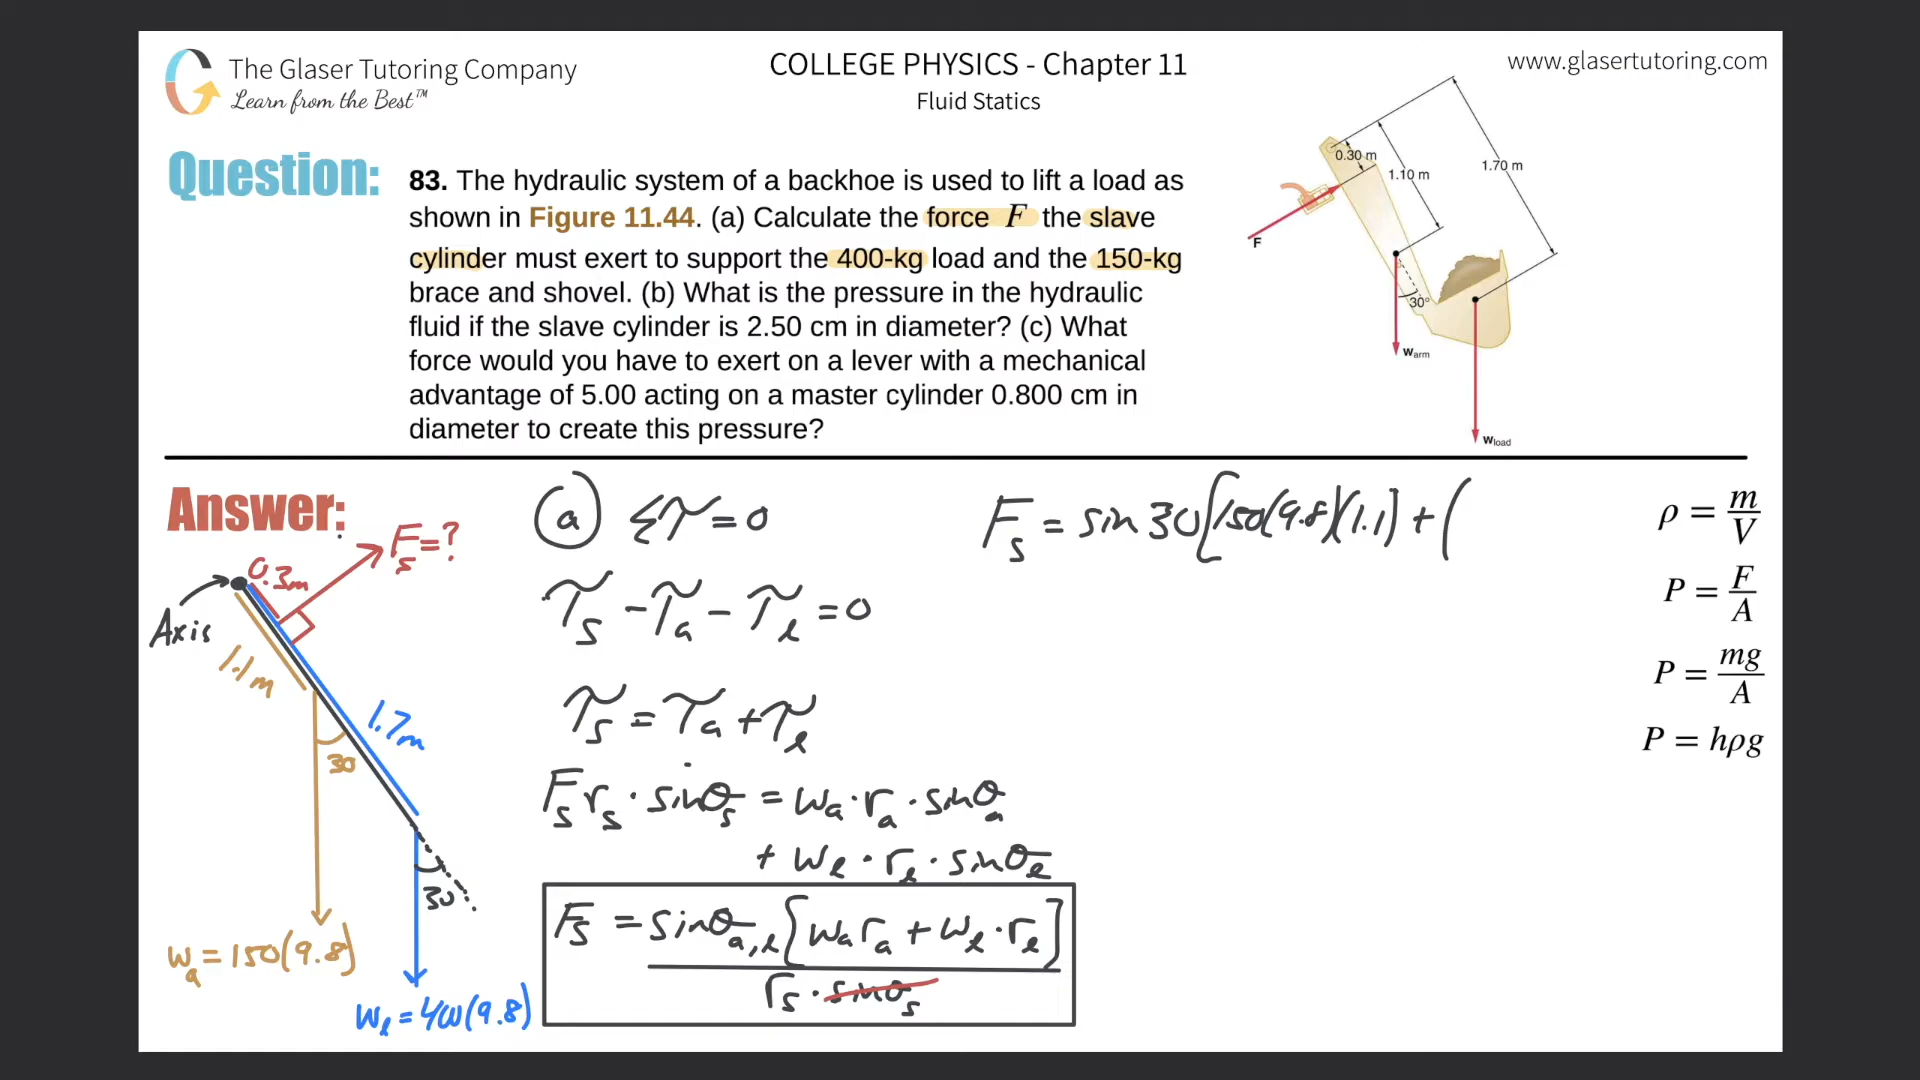 The Glaser Tutoring Company
Learn from the Best™
COLLEGE PHYSICS - Chapter 11
Fluid Statics
www.glasertutoring.com
Question:
83. The hydraulic system of a backhoe is used to lift a load as
shown in Figure 11.44. (a) Calculate the force F the slave
cylinder must exert to support the 400-kg load and the 150-kg
brace and shovel. (b) What is the pressure in the hydraulic
fluid if the slave cylinder is 2.50 cm in diameter? (c) What
force would you have to exert on a lever with a mechanical
advantage of 5.00 acting on a master cylinder 0.800 cm in
diameter to create this pressure?
0.30 m
1.10 m
1.70 m
F
30°
w_arm
w_load
Answer:
F_s = ?
0.3m
Axis
1.1m
1.7m
30
30
w_a = 150(9.8)
w_l = 400(9.8)
(a) Στ = 0
τ_s - τ_a - τ_l = 0
τ_s = τ_a + τ_l
F_s r_s · sinθ_s = w_a · r_a · sinθ_a
+ w_l · r_l · sinθ_l
F_s = sinθ_a,l [w_a r_a + w_l · r_l]
r_s · sinθ_s
F_s = sin 30 [150(9.8)(1.1) + (
ρ = m/V
P = F/A
P = mg/A
P = hρg